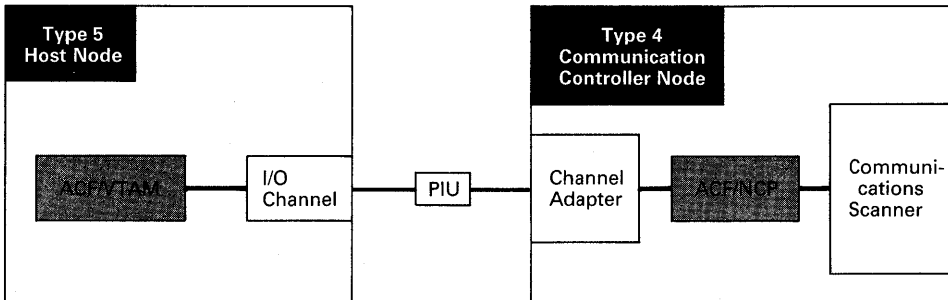 Type 5
Host Node
Type 4
Communication
Controller Node
ACF/VTAM
I/O
Channel
PIU
Channel
Adapter
ACF/NCP
Communi-
cations
Scanner